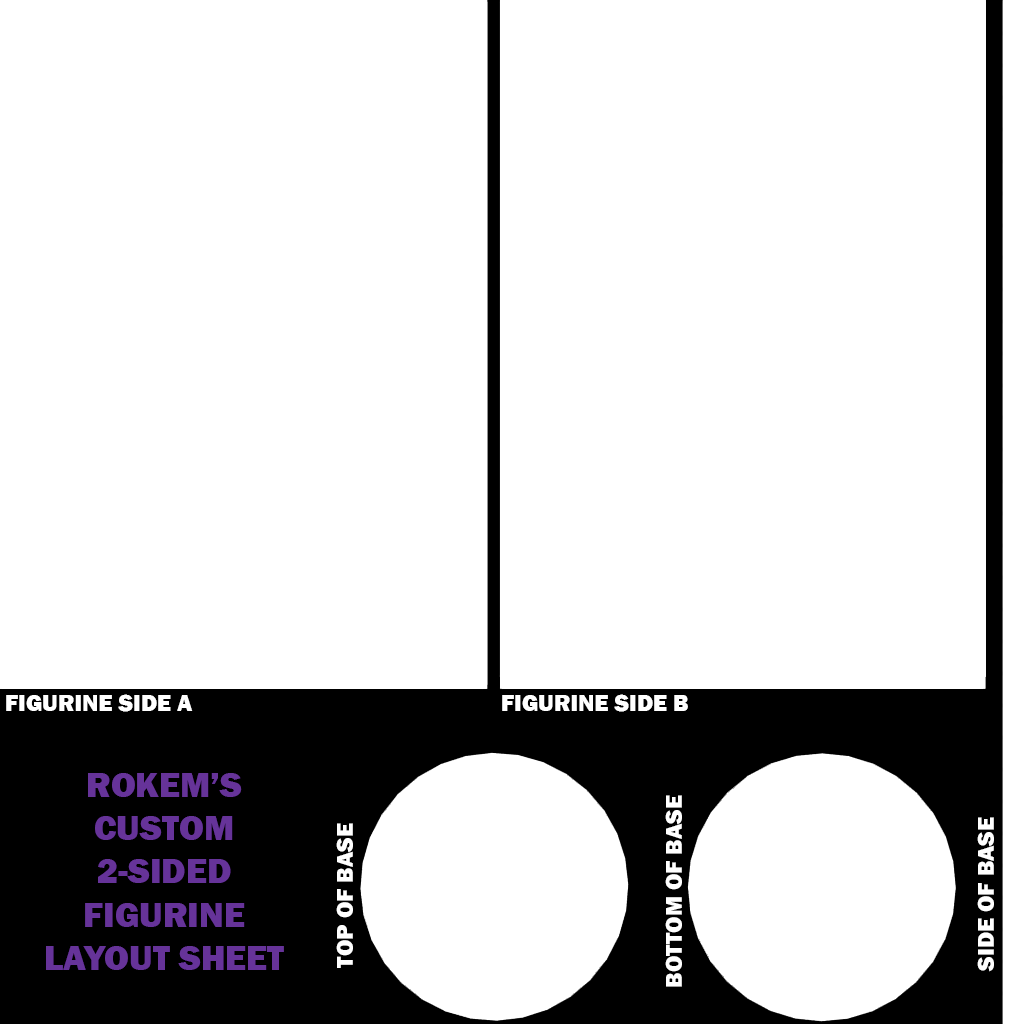 FIGURINE SIDE A
FIGURINE SIDE B
ROKEM’S
CUSTOM
2-SIDED
FIGURINE
LAYOUT SHEET
TOP OF BASE
BOTTOM OF BASE
SIDE OF BASE